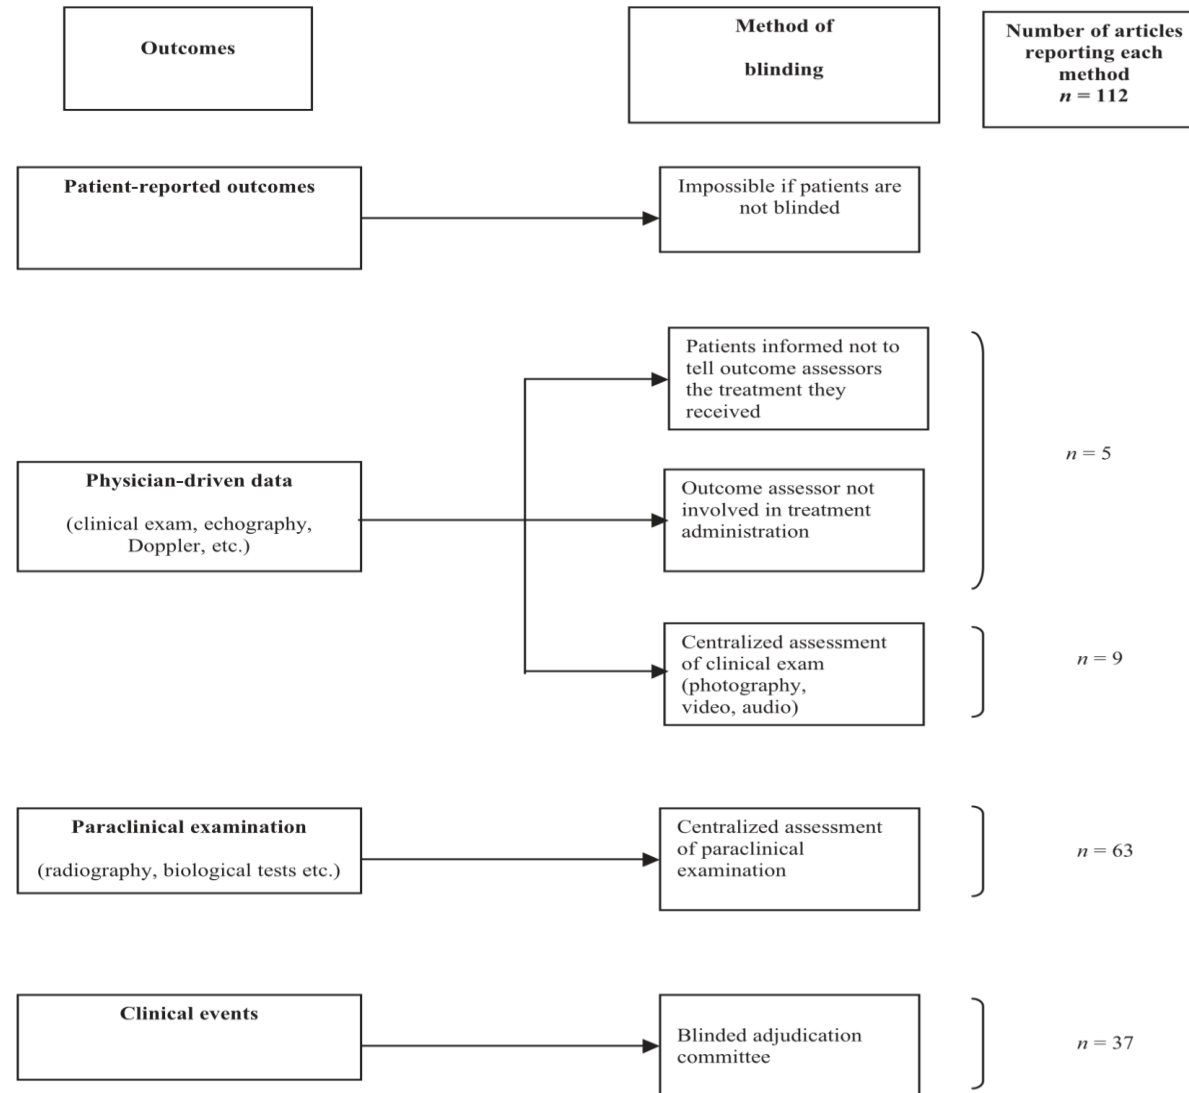 Outcomes
Method of
blinding
Number of articles
reporting each
method
n = 112
Patient-reported outcomes
Impossible if patients are
not blinded
Physician-driven data
(clinical exam, echography,
Doppler, etc.)
Patients informed not to
tell outcome assessors
the treatment they
received
Outcome assessor not
involved in treatment
administration
n = 5
Centralized assessment
of clinical exam
(photography,
video, audio)
n = 9
Paraclinical examination
(radiography, biological tests etc.)
Centralized assessment
of paraclinical
examination
n = 63
Clinical events
Blinded adjudication
committee
n = 37